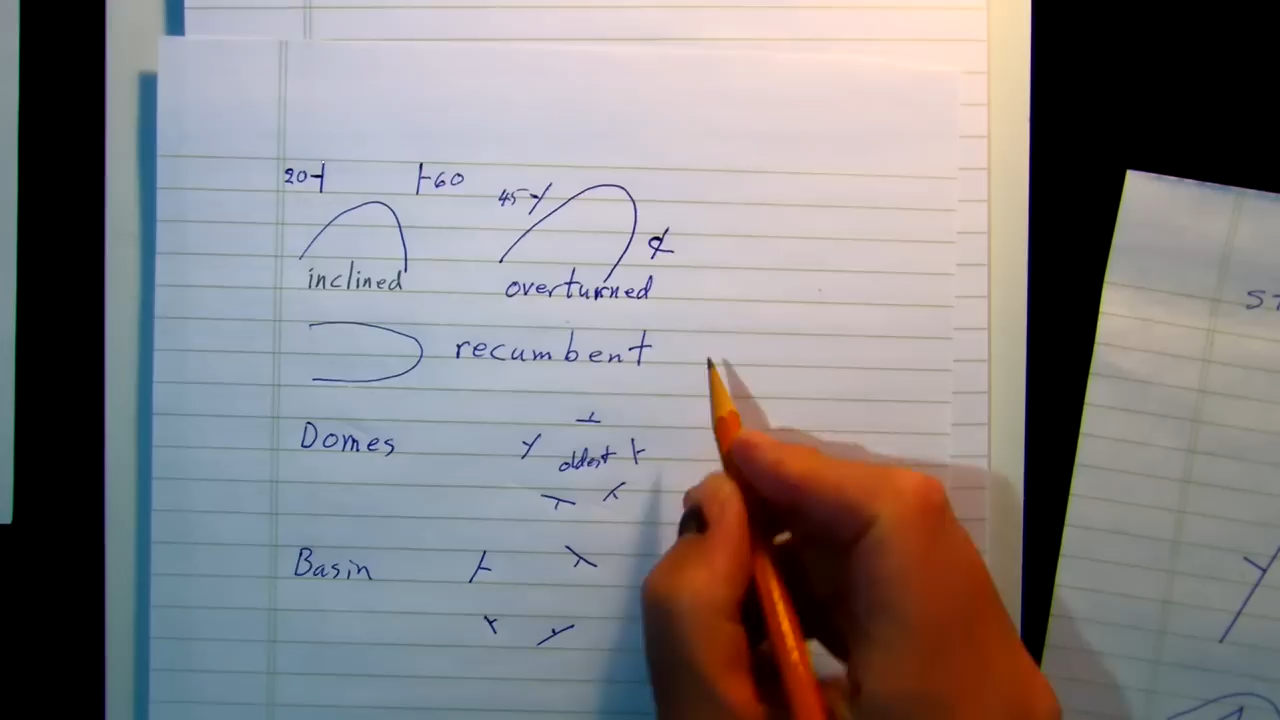 20 60
45
inclined overturned
recumbent
Domes oldest
Basin